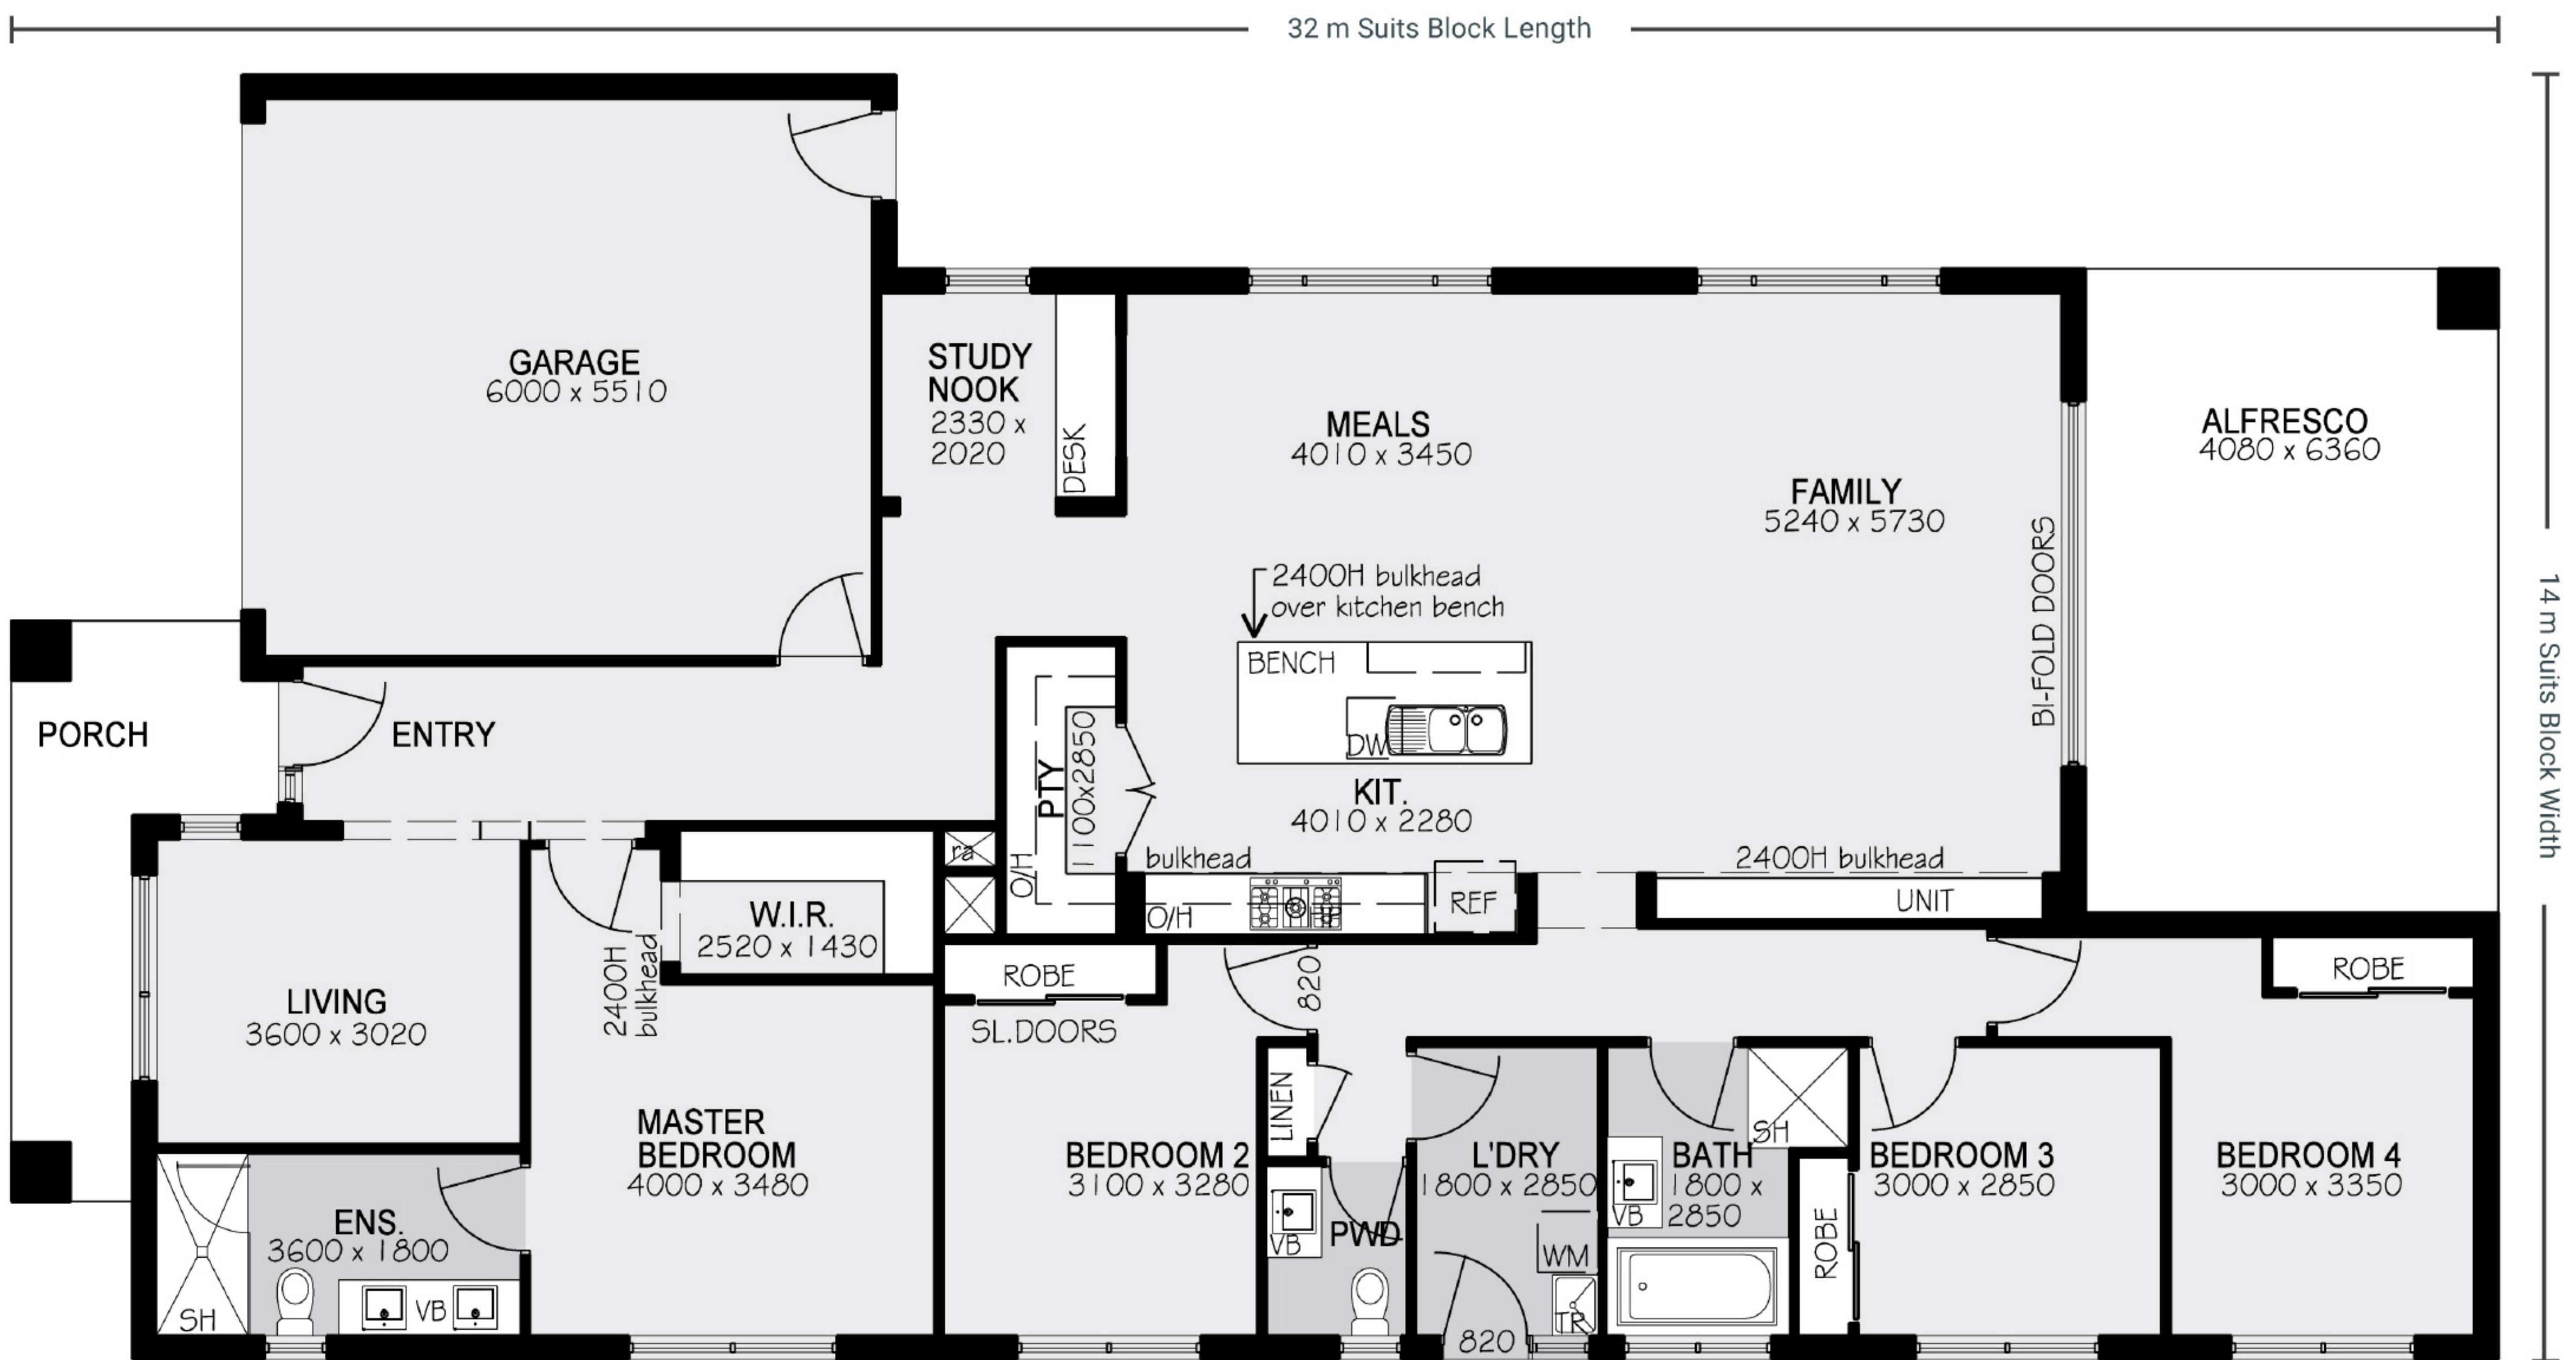 32 m Suits Block Length
14 m Suits Block Width
GARAGE
6000 x 5510
STUDY
NOOK
2330 x
2020
DESK
MEALS
4010 x 3450
FAMILY
5240 x 5730
BI-FOLD DOORS
ALFRESCO
4080 x 6360
2400H bulkhead
over kitchen bench
BENCH
DW
KIT.
4010 x 2280
PORCH
ENTRY
PTY
1100x2850
O/H
bulkhead
O/H
REF
2400H bulkhead
UNIT
ra
W.I.R.
2520 x 1430
2400H
bulkhead
LIVING
3600 x 3020
ROBE
SL.DOORS
820
ROBE
MASTER
BEDROOM
4000 x 3480
BEDROOM 2
3100 x 3280
LINEN
L'DRY
1800 x 2850
BATH
1800 x
2850
SH
VB
BEDROOM 3
3000 x 2850
ROBE
BEDROOM 4
3000 x 3350
ENS.
3600 x 1800
SH
VB
VB
PWD
WM
TR
820